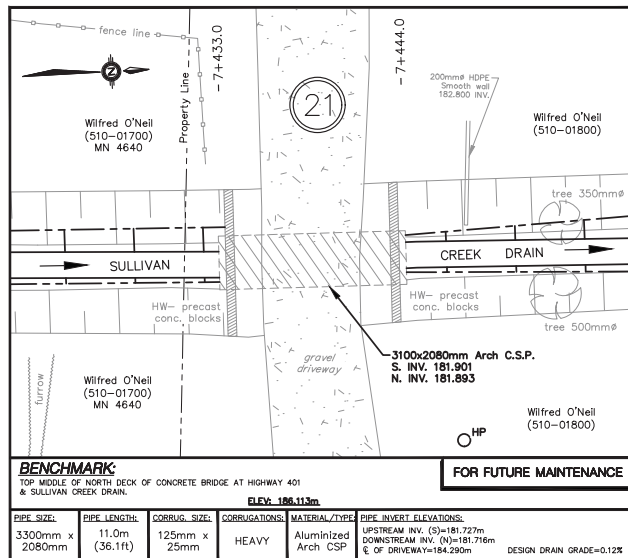 fence line
-7+433.0
-7+444.0
Property Line
N
21
200mmø HDPE
Smooth wall
182.800 INV.
Wilfred O'Neil
(510-01700)
MN 4640
Wilfred O'Neil
(510-01800)
tree 350mmø
SULLIVAN
CREEK DRAIN
HW- precast
conc. blocks
HW- precast
conc. blocks
tree 500mmø
gravel
driveway
3100x2080mm Arch C.S.P.
S. INV. 181.901
N. INV. 181.893
furrow
Wilfred O'Neil
(510-01700)
MN 4640
Wilfred O'Neil
(510-01800)
HP
BENCHMARK:
TOP MIDDLE OF NORTH DECK OF CONCRETE BRIDGE AT HIGHWAY 401
& SULLIVAN CREEK DRAIN.
ELEV: 186.113m
FOR FUTURE MAINTENANCE
PIPE SIZE:
3300mm x
2080mm
PIPE LENGTH:
11.0m
(36.1ft)
CORRUG. SIZE:
125mm x
25mm
CORRUGATIONS:
HEAVY
MATERIAL/TYPE:
Aluminized
Arch CSP
PIPE INVERT ELEVATIONS:
UPSTREAM INV. (S)=181.727m
DOWNSTREAM INV. (N)=181.716m
℄ OF DRIVEWAY=184.290m
DESIGN DRAIN GRADE=0.12%